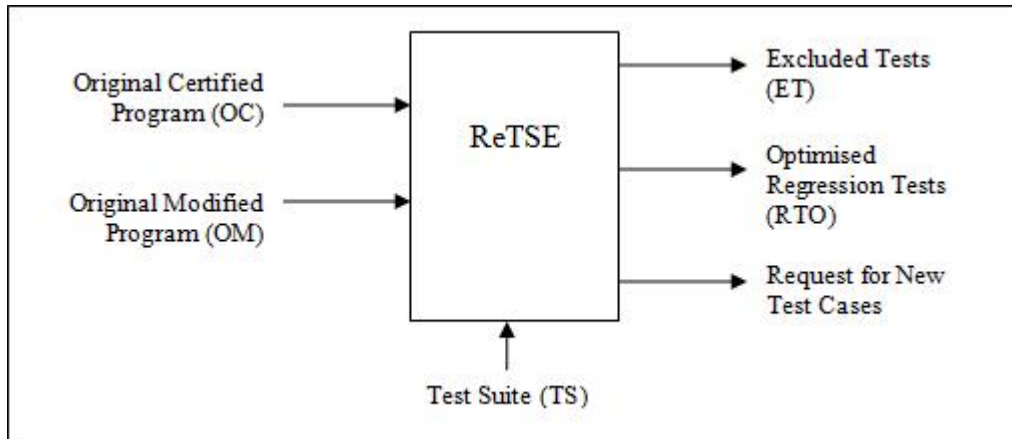 Original Certified
Program (OC)
Original Modified
Program (OM)
ReTSE
Excluded Tests
(ET)
Optimised
Regression Tests
(RTO)
Request for New
Test Cases
Test Suite (TS)